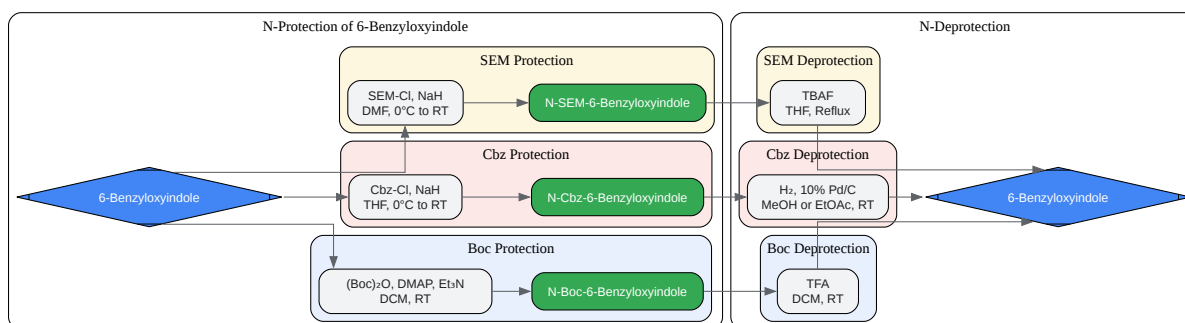 N-Protection of 6-Benzyloxyindole
N-Deprotection
SEM Protection
SEM-Cl, NaH
DMF, 0°C to RT
N-SEM-6-Benzyloxyindole
SEM Deprotection
TBAF
THF, Reflux
Cbz Protection
6-Benzyloxyindole
Cbz-Cl, NaH
THF, 0°C to RT
N-Cbz-6-Benzyloxyindole
Cbz Deprotection
H₂, 10% Pd/C
MeOH or EtOAc, RT
6-Benzyloxyindole
Boc Protection
(Boc)₂O, DMAP, Et₃N
DCM, RT
N-Boc-6-Benzyloxyindole
Boc Deprotection
TFA
DCM, RT